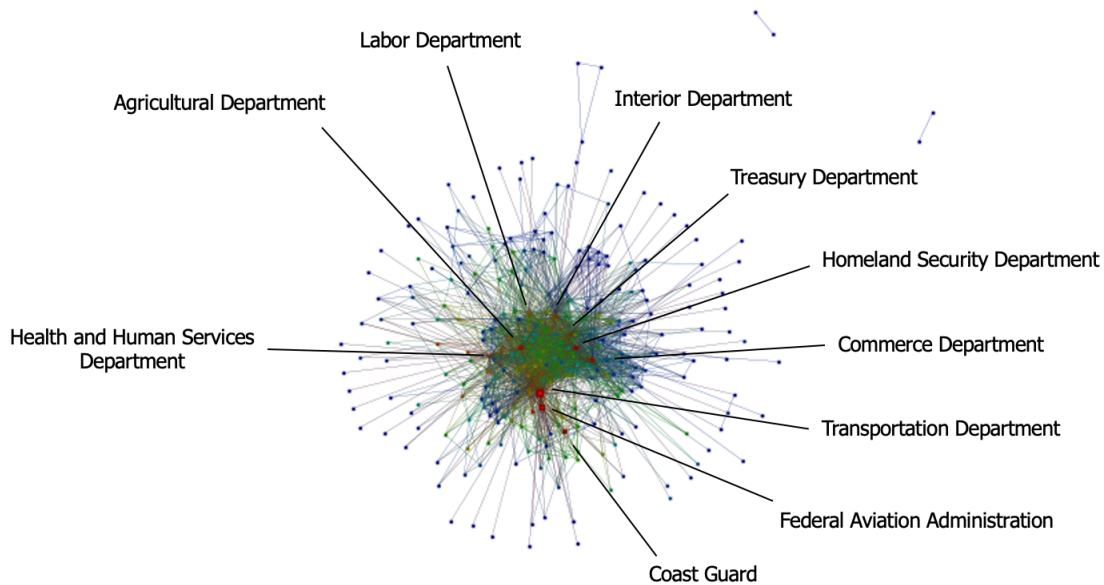 Labor Department
Agricultural Department
Interior Department
Treasury Department
Homeland Security Department
Health and Human Services
Department
Commerce Department
Transportation Department
Federal Aviation Administration
Coast Guard